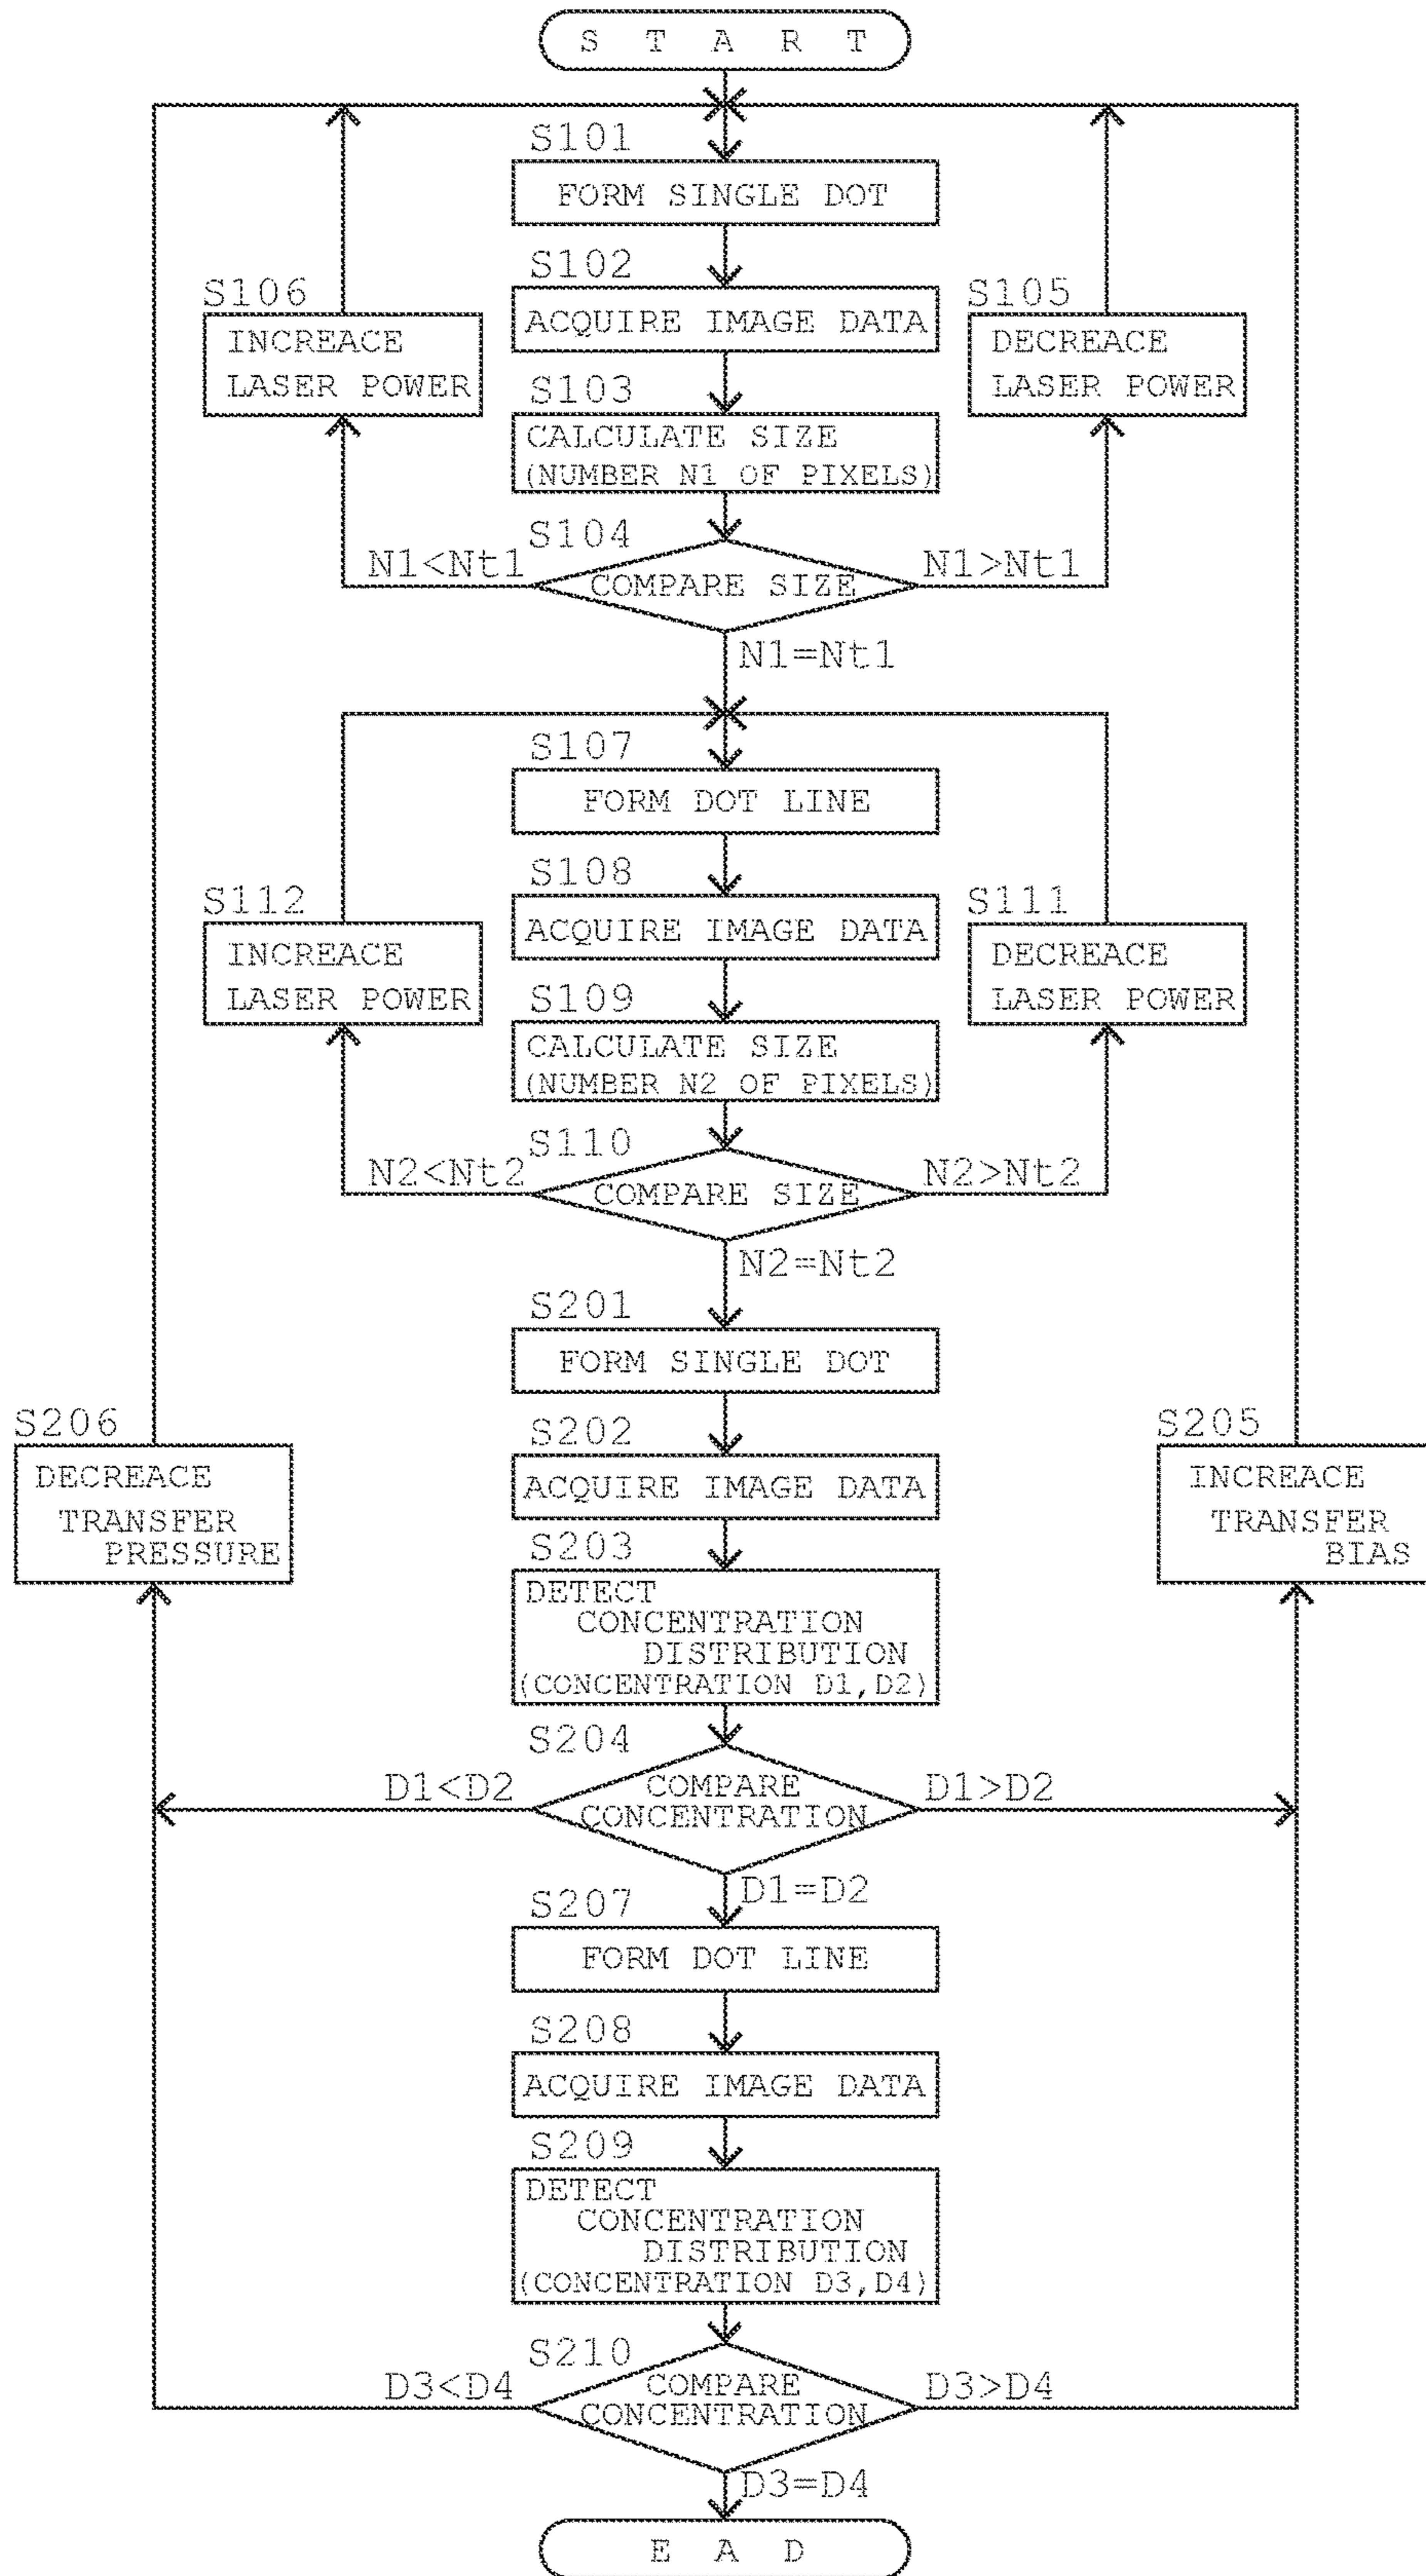 S T A R T
S101
FORM SINGLE DOT
S102
ACQUIRE IMAGE DATA
S106
INCREACE
LASER POWER
S105
DECREACE
LASER POWER
S103
CALCULATE SIZE
(NUMBER N1 OF PIXELS)
S104
N1<Nt1
COMPARE SIZE
N1>Nt1
N1=Nt1
S107
FORM DOT LINE
S108
ACQUIRE IMAGE DATA
S112
INCREACE
LASER POWER
S111
DECREACE
LASER POWER
S109
CALCULATE SIZE
(NUMBER N2 OF PIXELS)
S110
N2<Nt2
COMPARE SIZE
N2>Nt2
N2=Nt2
S201
FORM SINGLE DOT
S206
DECREACE
TRANSFER
PRESSURE
S202
ACQUIRE IMAGE DATA
S205
INCREACE
TRANSFER
BIAS
S203
DETECT
CONCENTRATION
DISTRIBUTION
(CONCENTRATION D1,D2)
S204
D1<D2
COMPARE
CONCENTRATION
D1>D2
D1=D2
S207
FORM DOT LINE
S208
ACQUIRE IMAGE DATA
S209
DETECT
CONCENTRATION
DISTRIBUTION
(CONCENTRATION D3,D4)
S210
D3<D4
COMPARE
CONCENTRATION
D3>D4
D3=D4
E A D